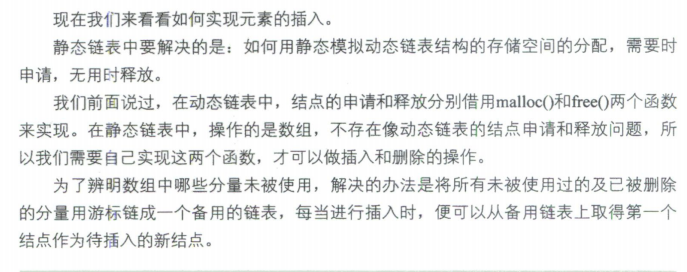 现在我们来看看如何实现元素的插入。
静态链表中要解决的是：如何用静态模拟动态链表结构的存储空间的分配，需要时
申请，无用时释放。
我们前面说过，在动态链表中，结点的申请和释放分别借用malloc()和free()两个函数
来实现。在静态链表中，操作的是数组，不存在像动态链表的结点申请和释放问题，所
以我们需要自己实现这两个函数，才可以做插入和删除的操作。
为了辨明数组中哪些分量未被使用，解决的办法是将所有未被使用过的及已被删除
的分量用游标链成一个备用的链表，每当进行插入时，便可以从备用链表上取得第一个
结点作为待插入的新结点。